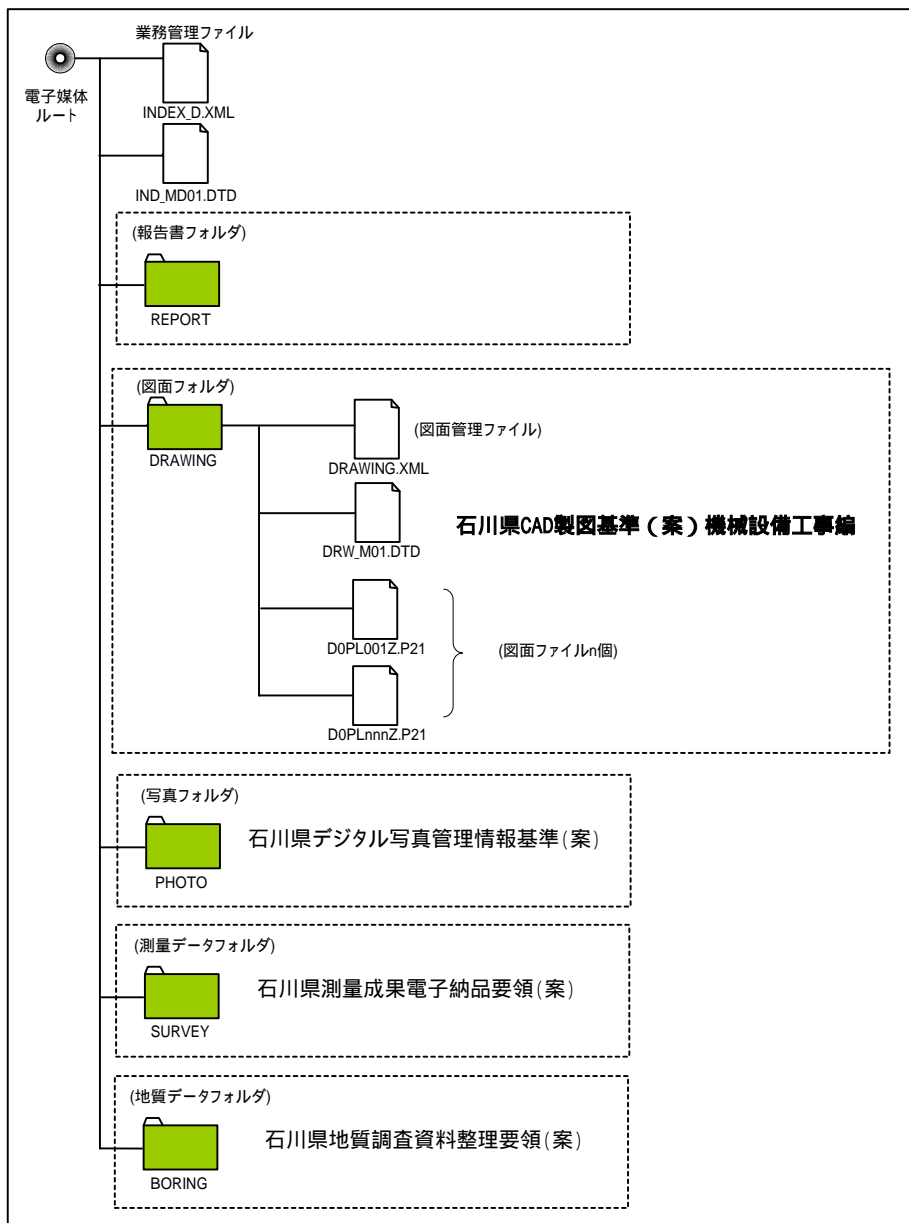 業務管理ファイル
電子媒体
ルート
INDEX_D.XML
IND_MD01.DTD
(報告書フォルダ)
REPORT
(図面フォルダ)
DRAWING
(図面管理ファイル)
DRAWING.XML
石川県CAD製図基準(案)機械設備工事編
DRW_M01.DTD
D0PL001Z.P21
(図面ファイルn個)
D0PLnnnZ.P21
(写真フォルダ)
石川県デジタル写真管理情報基準(案)
PHOTO
(測量データフォルダ)
石川県測量成果電子納品要領(案)
SURVEY
(地質データフォルダ)
石川県地質調査資料整理要領(案)
BORING